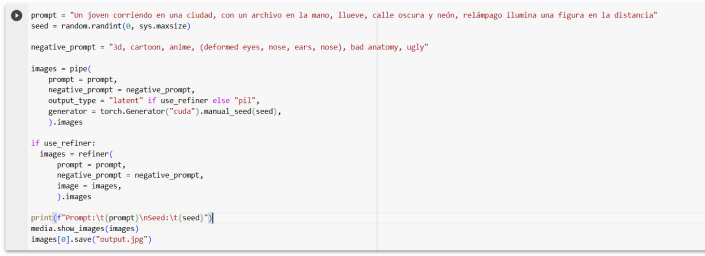 prompt = "Un joven corriendo en una ciudad, con un archivo en la mano, llueve, calle oscura y neón, relámpago ilumina una figura en la distancia"
seed = random.randint(0, sys.maxsize)
negative_prompt = "3d, cartoon, anime, (deformed eyes, nose, ears, nose), bad anatomy, ugly"
images = pipe(
prompt = prompt,
negative_prompt = negative_prompt,
output_type = "latent" if use_refiner else "pil",
generator = torch.Generator("cuda").manual_seed(seed),
).images
if use_refiner:
images = refiner(
prompt = prompt,
negative_prompt = negative_prompt,
image = images,
).images
print(f"Prompt:\t{prompt}\nSeed:\t{seed}")
media.show_images(images)
images[0].save("output.jpg")